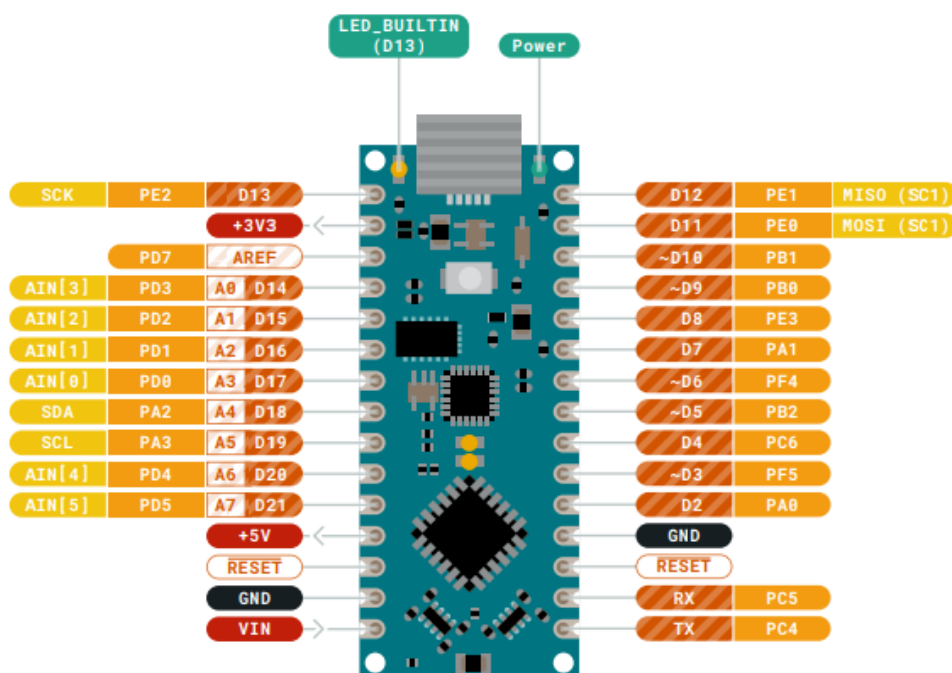 LED_BUILTIN
(D13)
Power
SCK PE2 D13
+3V3
PD7 AREF
AIN[3] PD3 A0 D14
AIN[2] PD2 A1 D15
AIN[1] PD1 A2 D16
AIN[0] PD0 A3 D17
SDA PA2 A4 D18
SCL PA3 A5 D19
AIN[4] PD4 A6 D20
AIN[5] PD5 A7 D21
+5V
RESET
GND
VIN
D12 PE1 MISO (SC1)
D11 PE0 MOSI (SC1)
~D10 PB1
~D9 PB0
D8 PE3
D7 PA1
~D6 PF4
~D5 PB2
D4 PC6
~D3 PF5
D2 PA0
GND
RESET
RX PC5
TX PC4